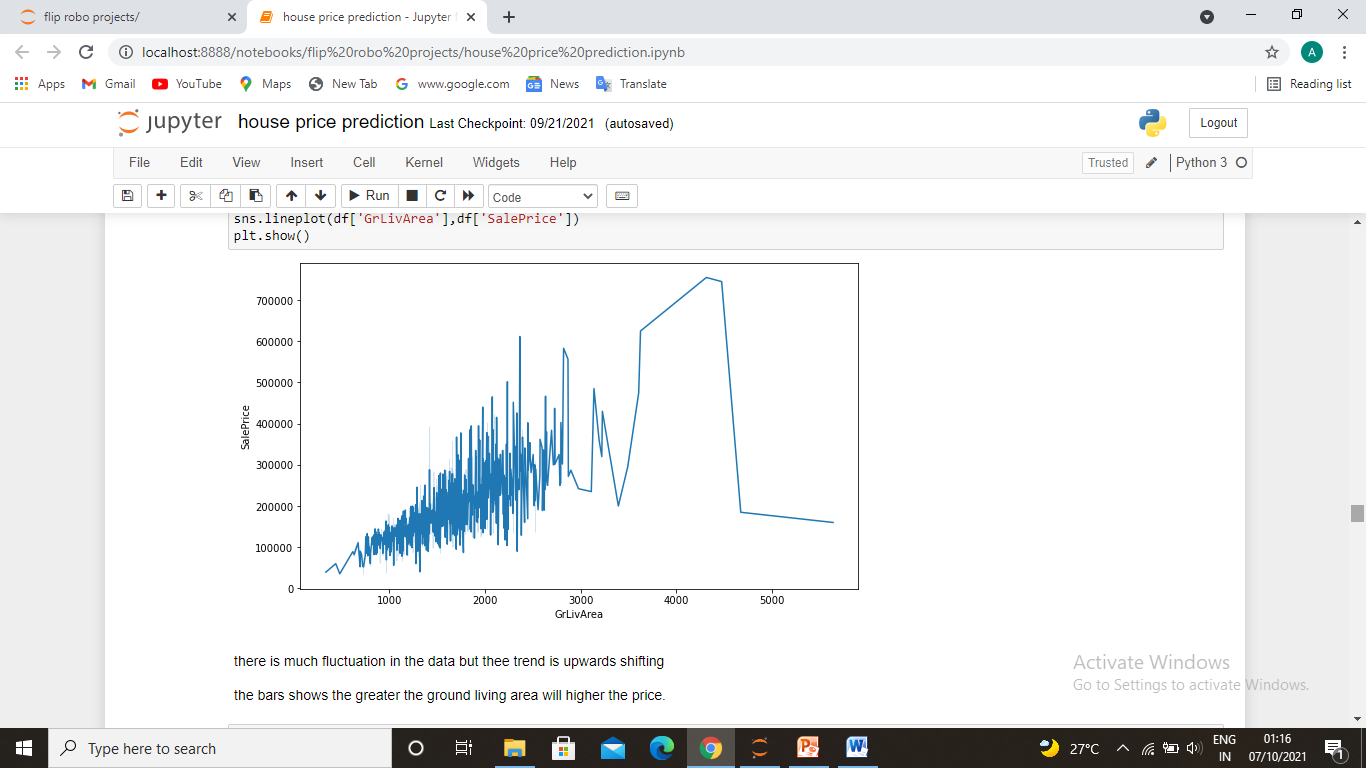 flip robo projects/
house price prediction - Jupyter
localhost:8888/notebooks/flip%20robo%20projects/house%20price%20prediction.ipynb
A
Apps Gmail YouTube Maps New Tab www.google.com News Translate Reading list
jupyter house price prediction Last Checkpoint: 09/21/2021 (autosaved) Logout
File Edit View Insert Cell Kernel Widgets Help Trusted Python 3
Run Code
sns.lineplot(df['GrLivArea'],df['SalePrice'])
plt.show()
700000
600000
500000
400000
300000
200000
100000
0
SalePrice
1000 2000 3000 4000 5000
GrLivArea
there is much fluctuation in the data but thee trend is upwards shifting
the bars shows the greater the ground living area will higher the price.
Activate Windows
Go to Settings to activate Windows.
Type here to search
27°C
ENG
IN
01:16
07/10/2021
1